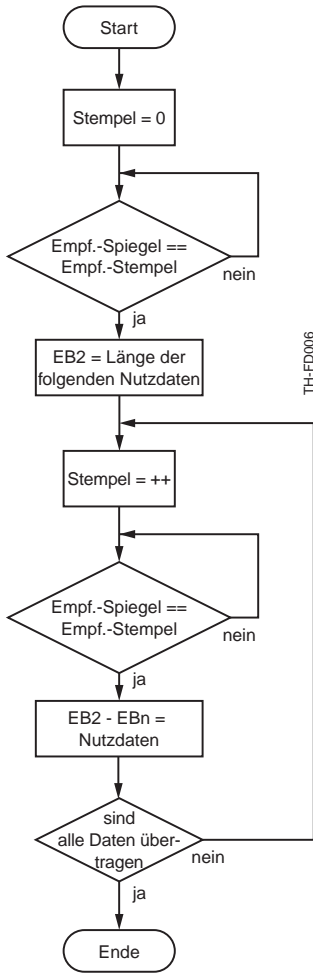 Start
Stempel = 0
Empf.-Spiegel ==
Empf.-Stempel
nein
ja
EB2 = Länge der
folgenden Nutzdaten
TH-FD006
Stempel = ++
Empf.-Spiegel ==
Empf.-Stempel
nein
ja
EB2 - EBn =
Nutzdaten
sind
alle Daten über-
tragen
nein
ja
Ende